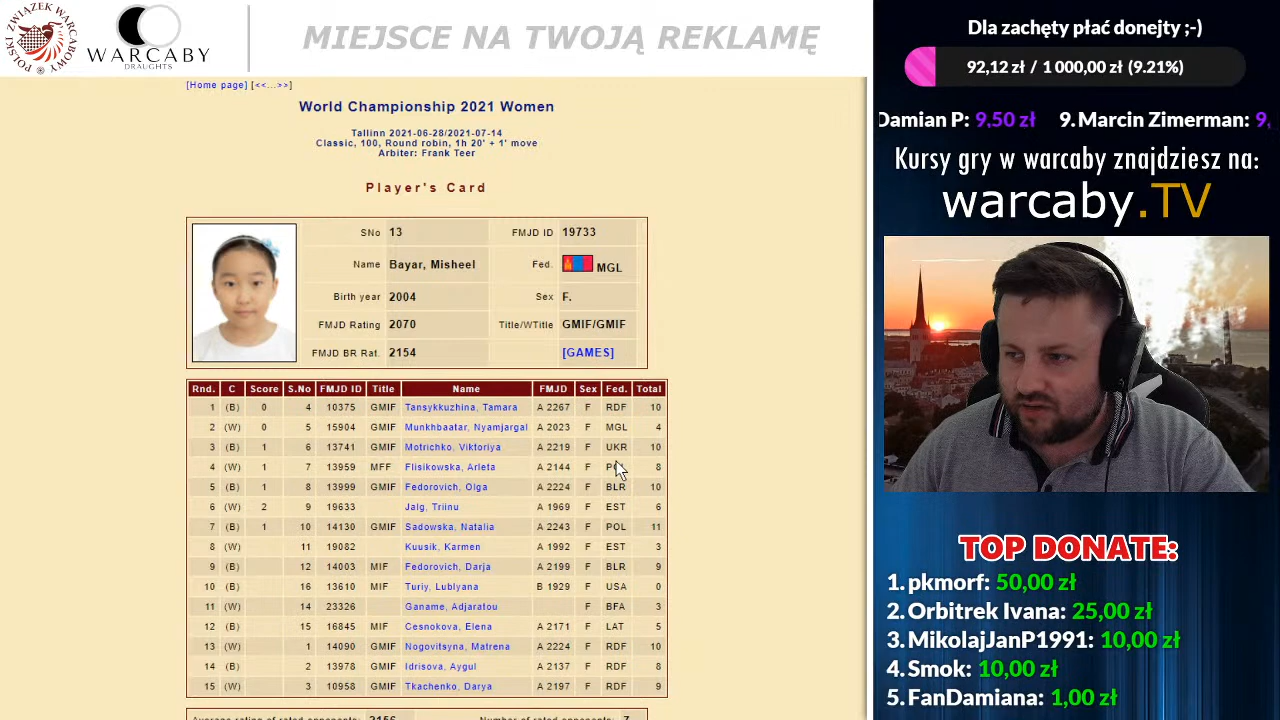 POLSKI ZWIĄZEK WARCABOWY
WARCABY
DRAUGHTS
MIEJSCE NA TWOJĄ REKLAMĘ
[Home page] [<<...>>]
World Championship 2021 Women
Tallinn 2021-06-28/2021-07-14
Classic, 100, Round robin, 1h 20' + 1' move
Arbiter: Frank Teer
Player's Card
SNo 13 FMJD ID 19733
Name Bayar, Misheel Fed. MGL
Birth year 2004 Sex F.
FMJD Rating 2070 Title/WTitle GMIF/GMIF
FMJD BR Rat. 2154 [GAMES]
Rnd. C Score S.No FMJD ID Title Name FMJD Sex Fed. Total
1 (B) 0 4 10375 GMIF Tansykkuzhina, Tamara A 2267 F RDF 10
2 (W) 0 5 15904 GMIF Munkhbaatar, Nyamjargal A 2023 F MGL 4
3 (B) 1 6 13741 GMIF Motrichko, Viktoriya A 2219 F UKR 10
4 (W) 1 7 13959 MFF Flisikowska, Arleta A 2144 F 8
5 (B) 1 8 13999 GMIF Fedorovich, Olga A 2224 F BLR 10
6 (W) 2 9 19633 Jalg, Triinu A 1969 F EST 6
7 (B) 1 10 14130 GMIF Sadowska, Natalia A 2243 F POL 11
8 (W) 11 19082 Kuusik, Karmen A 1992 F EST 3
9 (B) 12 14003 MIF Fedorovich, Darja A 2199 F BLR 9
10 (B) 16 13610 MIF Turiy, Lublyana B 1929 F USA 0
11 (W) 14 23326 Ganame, Adjaratou F BFA 3
12 (B) 15 16845 MIF Cesnokova, Elena A 2171 F LAT 5
13 (W) 1 14090 GMIF Nogovitsyna, Matrena A 2224 F RDF 10
14 (B) 2 13978 GMIF Idrisova, Aygul A 2137 F RDF 8
15 (W) 3 10958 GMIF Tkachenko, Darya A 2197 F RDF 9
Average rating of rated opponents: 2156 Number of rated opponents: 7
Dla zachęty płać donejty ;-)
92,12 zł / 1 000,00 zł (9.21%)
Damian P: 9,50 zł 9. Marcin Zimerman: 9,
Kursy gry w warcaby znajdziesz na:
warcaby.TV
TOP DONATE:
1. pkmorf: 50,00 zł
2. Orbitrek Ivana: 25,00 zł
3. MikolajJanP1991: 10,00 zł
4. Smok: 10,00 zł
5. FanDamiana: 1,00 zł